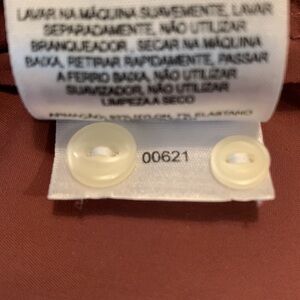 LAVAR NA MÁQUINA SUAVEMENTE, LAVAR
SEPARADAMENTE, NÃO UTILIZAR
BRANQUEADOR, SECAR NA MÁQUINA
BAIXA, RETIRAR RAPIDAMENTE, PASSAR
A FERRO BAIXA, NÃO UTILIZAR
SUAVIZADOR, NÃO UTILIZAR
LIMPEZA A SECO
ELASTANO
00621